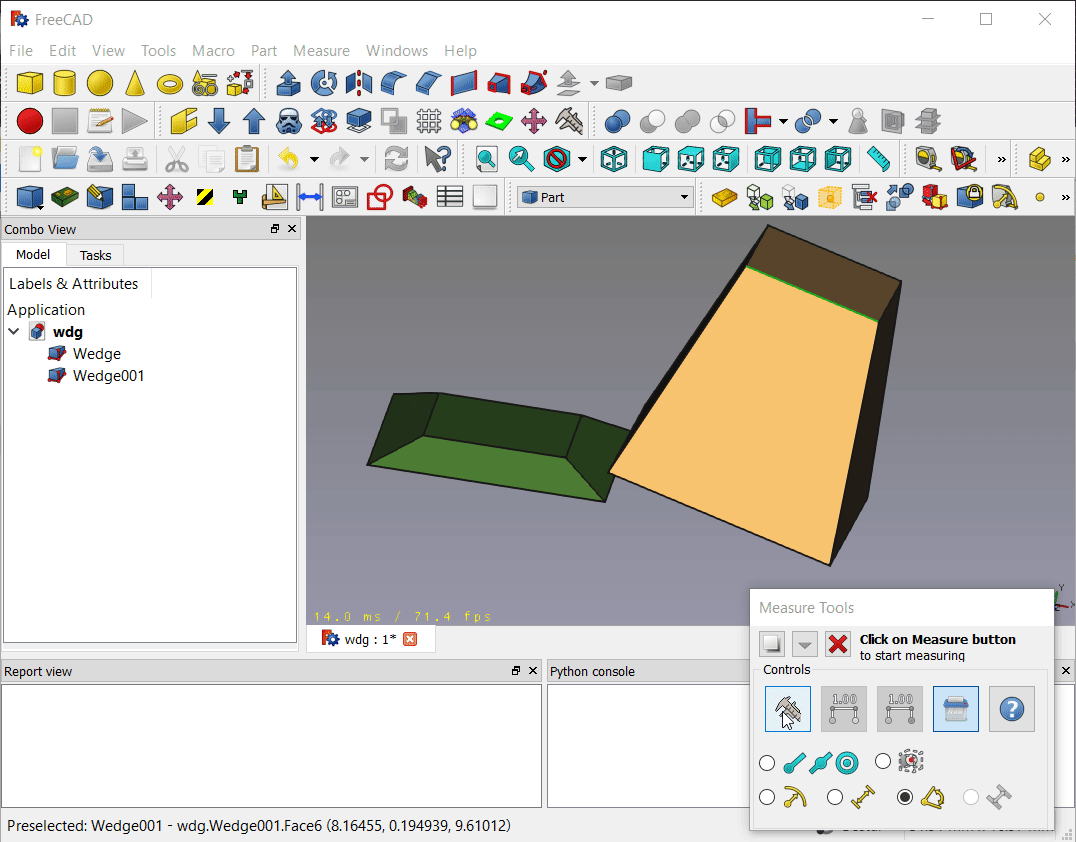 FreeCAD
File Edit View Tools Macro Part Measure Windows Help
»
»
Part
»
Combo View
Model Tasks
Labels & Attributes
Application
wdg
Wedge
Wedge001
14.0 ms / 71.4 fps
Y
X
wdg : 1*
Report view
Python console
Measure Tools
Click on Measure button
to start measuring
Controls
1.00
1.00
?
Preselected: Wedge001 - wdg.Wedge001.Face6 (8.16455, 0.194939, 9.61012)